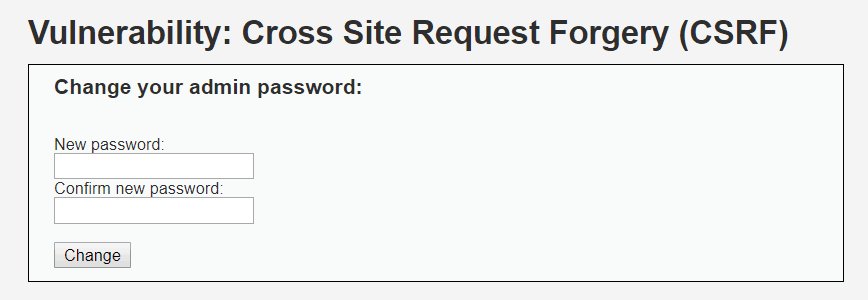 Vulnerability: Cross Site Request Forgery (CSRF)
Change your admin password:
New password:
Confirm new password:
Change